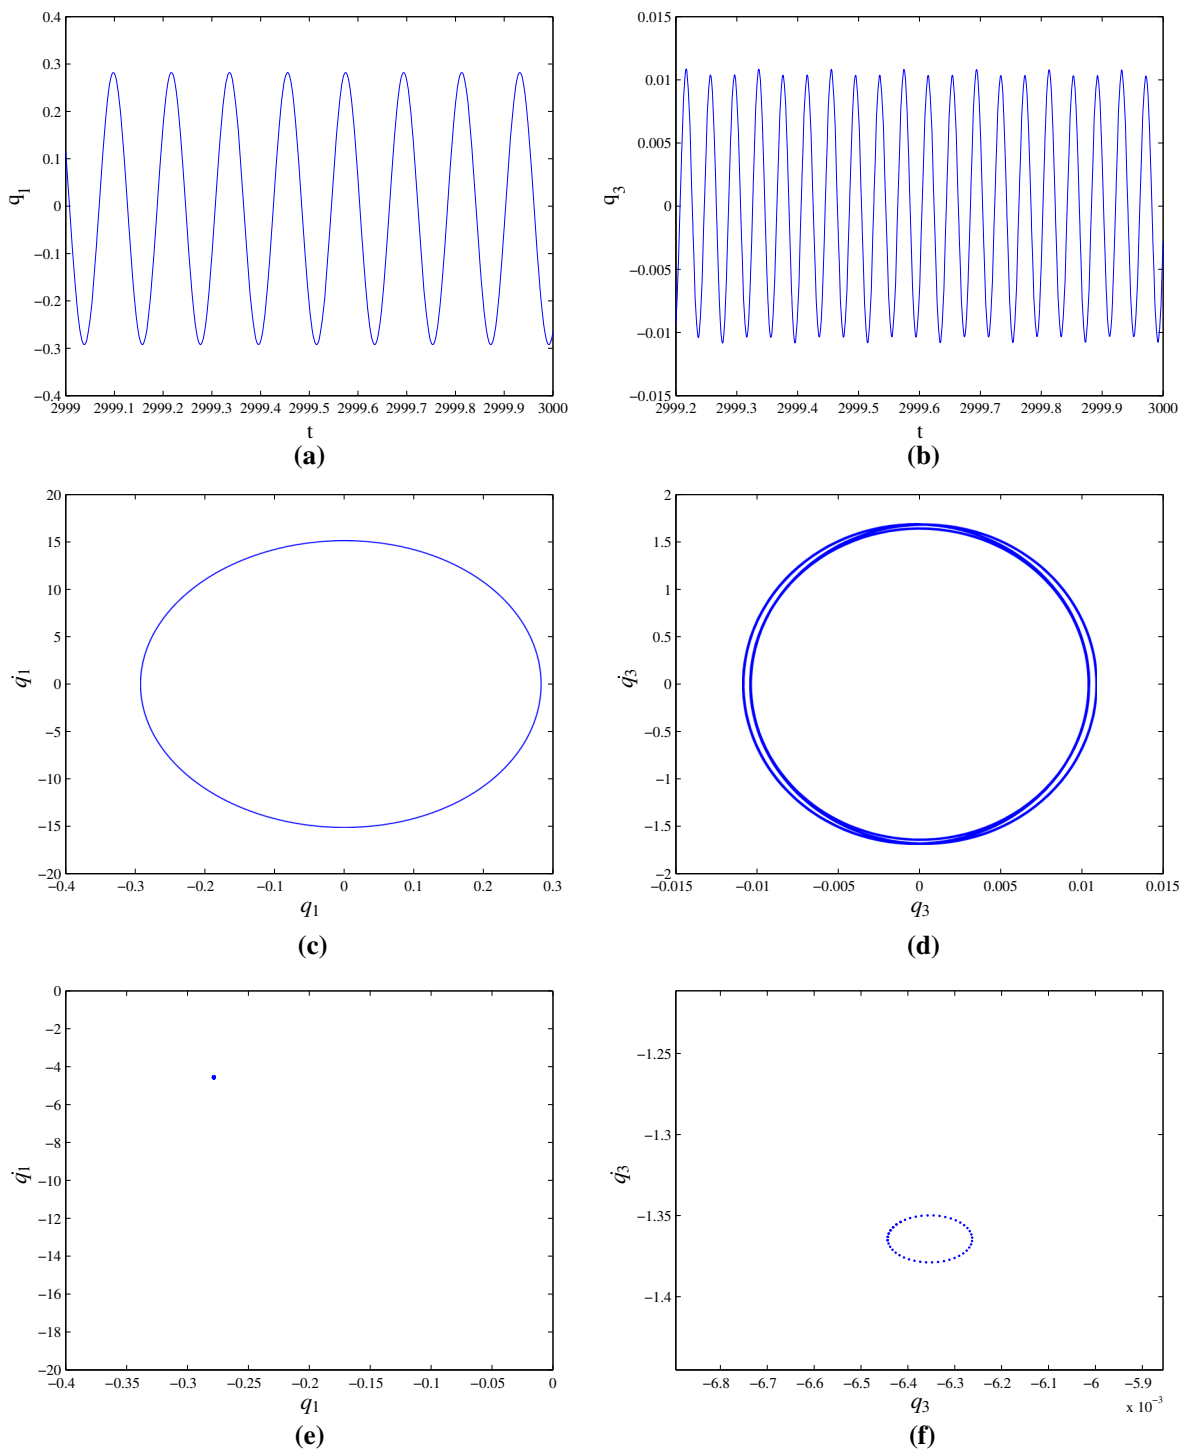 0.4
0.3
0.2
0.1
0
−0.1
−0.2
−0.3
−0.4
q1
2999 2999.1 2999.2 2999.3 2999.4 2999.5 2999.6 2999.7 2999.8 2999.9 3000
t
(a)
0.015
0.01
0.005
0
−0.005
−0.01
−0.015
q3
2999.2 2999.3 2999.4 2999.5 2999.6 2999.7 2999.8 2999.9 3000
t
(b)
20
15
10
5
0
−5
−10
−15
−20
q̇1
−0.4 −0.3 −0.2 −0.1 0 0.1 0.2 0.3
q1
(c)
2
1.5
1
0.5
0
−0.5
−1
−1.5
−2
q̇3
−0.015 −0.01 −0.005 0 0.005 0.01 0.015
q3
(d)
0
−2
−4
−6
−8
−10
−12
−14
−16
−18
−20
q̇1
−0.4 −0.35 −0.3 −0.25 −0.2 −0.15 −0.1 −0.05 0
q1
(e)
−1.25
−1.3
−1.35
−1.4
q̇3
−6.8 −6.7 −6.6 −6.5 −6.4 −6.3 −6.2 −6.1 −6 −5.9
x 10−3
q3
(f)